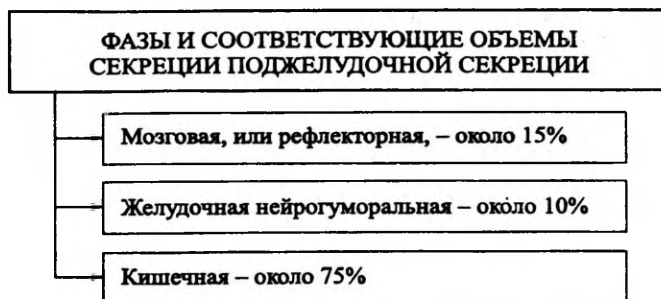 ФАЗЫ И СООТВЕТСТВУЮЩИЕ ОБЪЕМЫ
СЕКРЕЦИИ ПОДЖЕЛУДОЧНОЙ СЕКРЕЦИИ
Мозговая, или рефлекторная, – около 15%
Желудочная нейрогуморальная – около 10%
Кишечная – около 75%